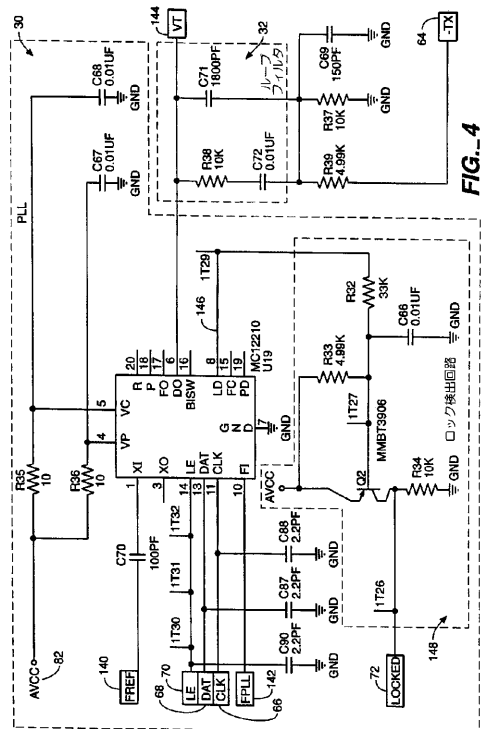 30
144
VT
PLL
C68
0.01UF
GND
C67
0.01UF
GND
32
C71
1800PF
ループ
フィルタ
R38
10K
C72
0.01UF
C69
150PF
GND
R37
10K
GND
R39
4.99K
64
-TX
FIG._4
AVCC
82
R35
10
R36
10
5
4
VC
VP
C70
100PF
1
XI
3
XO
14
LE
13
DAT
11
CLK
10
FI
R
20
P
18
FO
17
DO
6
BISW
16
LD
8
FC
15
PD
19
G
N
D
17
GND
MC12210
U19
140
FREF
1T30
1T31
1T32
70
LE
68
DAT
CLK
66
FPLL
142
C90
2.2PF
GND
C87
2.2PF
GND
C88
2.2PF
GND
146
1T29
R32
33K
R33
4.99K
C66
0.01UF
GND
AVCC
1T27
MMBT3906
Q2
ロック検出回路
R34
10K
GND
1T26
72
LOCKED
148